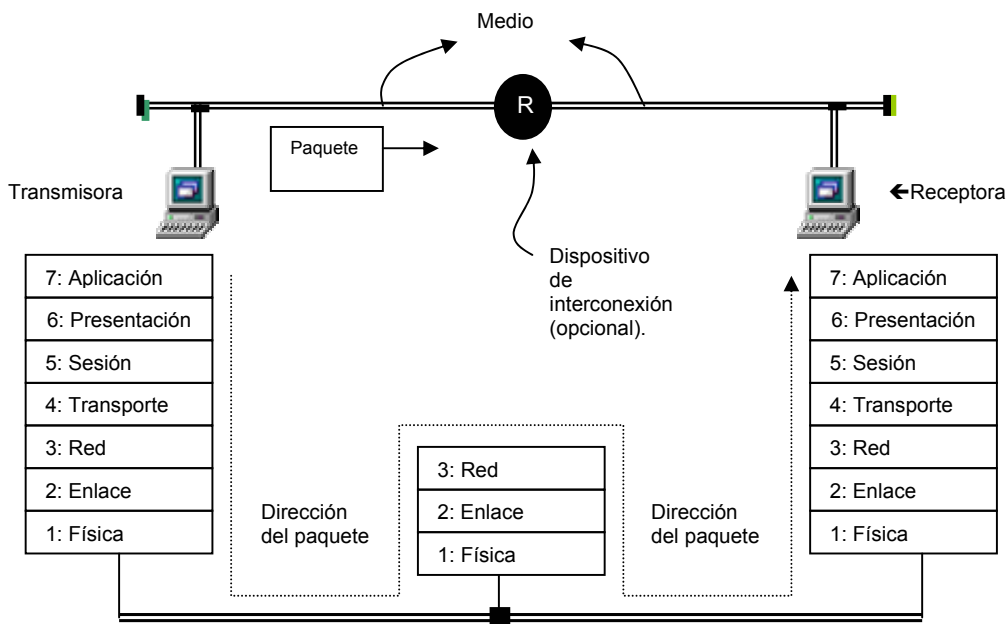 Medio
R
Paquete
Transmisora
←Receptora
Dispositivo
de
interconexión
(opcional).
7: Aplicación
6: Presentación
5: Sesión
4: Transporte
3: Red
2: Enlace
1: Física
Dirección
del paquete
3: Red
2: Enlace
1: Física
Dirección
del paquete
7: Aplicación
6: Presentación
5: Sesión
4: Transporte
3: Red
2: Enlace
1: Física